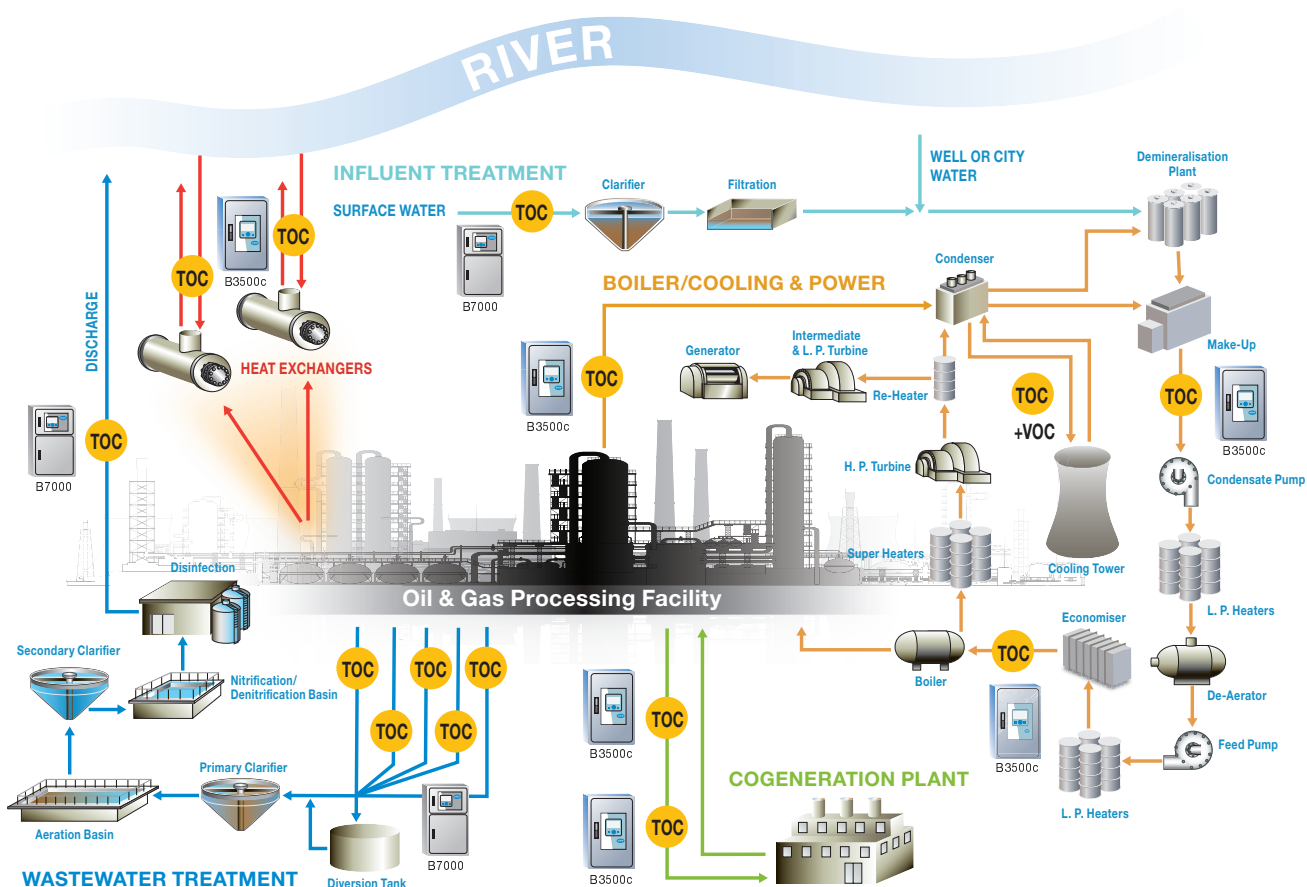 RIVER
INFLUENT TREATMENT
SURFACE WATER
TOC
B7000
Clarifier
Filtration
WELL OR CITY
WATER
Demineralisation
Plant
DISCHARGE
TOC
B7000
TOC
B3500c
TOC
HEAT EXCHANGERS
BOILER/COOLING & POWER
B3500c
TOC
Generator
Intermediate
& L. P. Turbine
Re-Heater
Condenser
H. P. Turbine
Super Heaters
TOC
+VOC
Cooling Tower
Make-Up
TOC
B3500c
Condensate Pump
L. P. Heaters
De-Aerator
Feed Pump
L. P. Heaters
Economiser
TOC
B3500c
Boiler
Oil & Gas Processing Facility
Disinfection
Secondary Clarifier
Nitrification/
Denitrification Basin
TOC
TOC
TOC
TOC
TOC
Primary Clarifier
Aeration Basin
Diversion Tank
B7000
WASTEWATER TREATMENT
B3500c
TOC
COGENERATION PLANT
B3500c
TOC